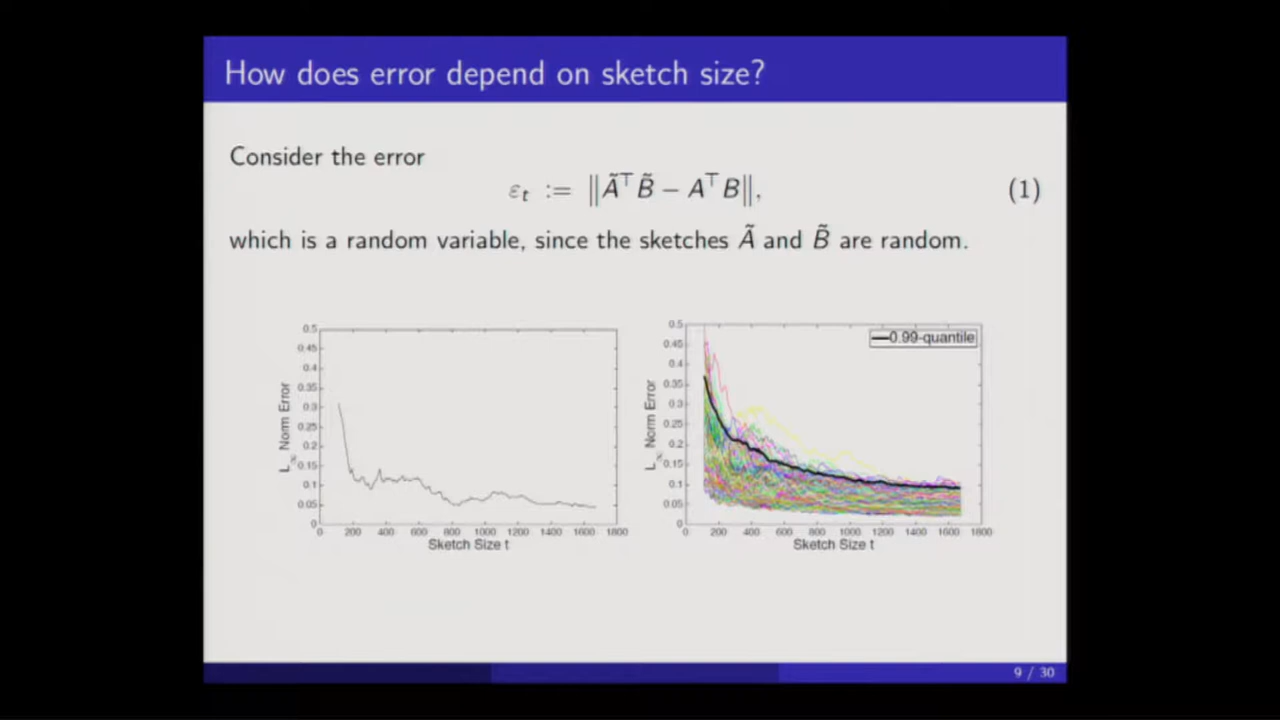 How does error depend on sketch size?
Consider the error
εₜ := ‖Ã⊤B̃ − A⊤B‖, (1)
which is a random variable, since the sketches Ã and B̃ are random.
0.5
0.45
0.4
0.35
0.3
0.25
0.2
0.15
0.1
0.05
0
L∞ Norm Error
0 200 400 600 800 1000 1200 1400 1600 1800
Sketch Size t
0.99-quantile
0.5
0.45
0.4
0.35
0.3
0.25
0.2
0.15
0.1
0.05
0
L∞ Norm Error
0 200 400 600 800 1000 1200 1400 1600 1800
Sketch Size t
9 / 30